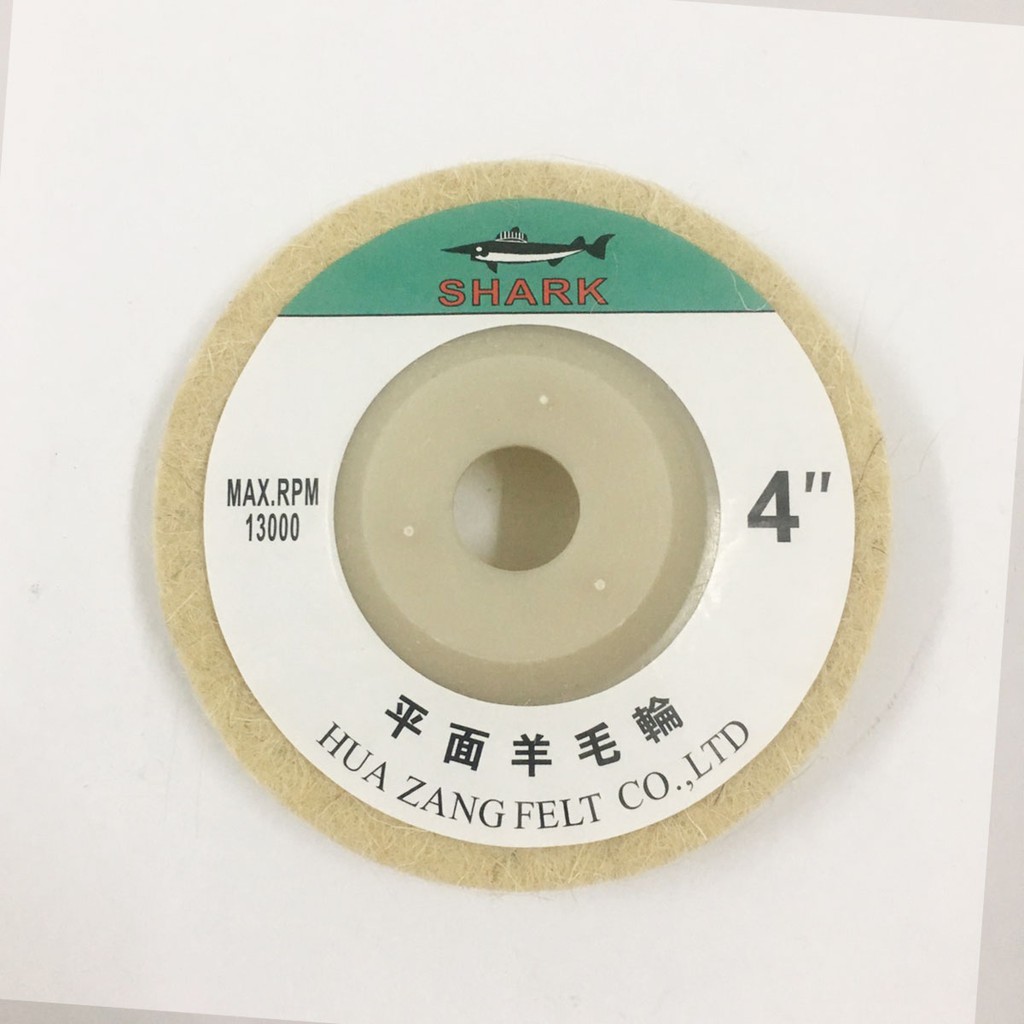 SHARK
MAX.RPM
13000
4"
平面羊毛輪
HUA ZANG FELT CO.,LTD